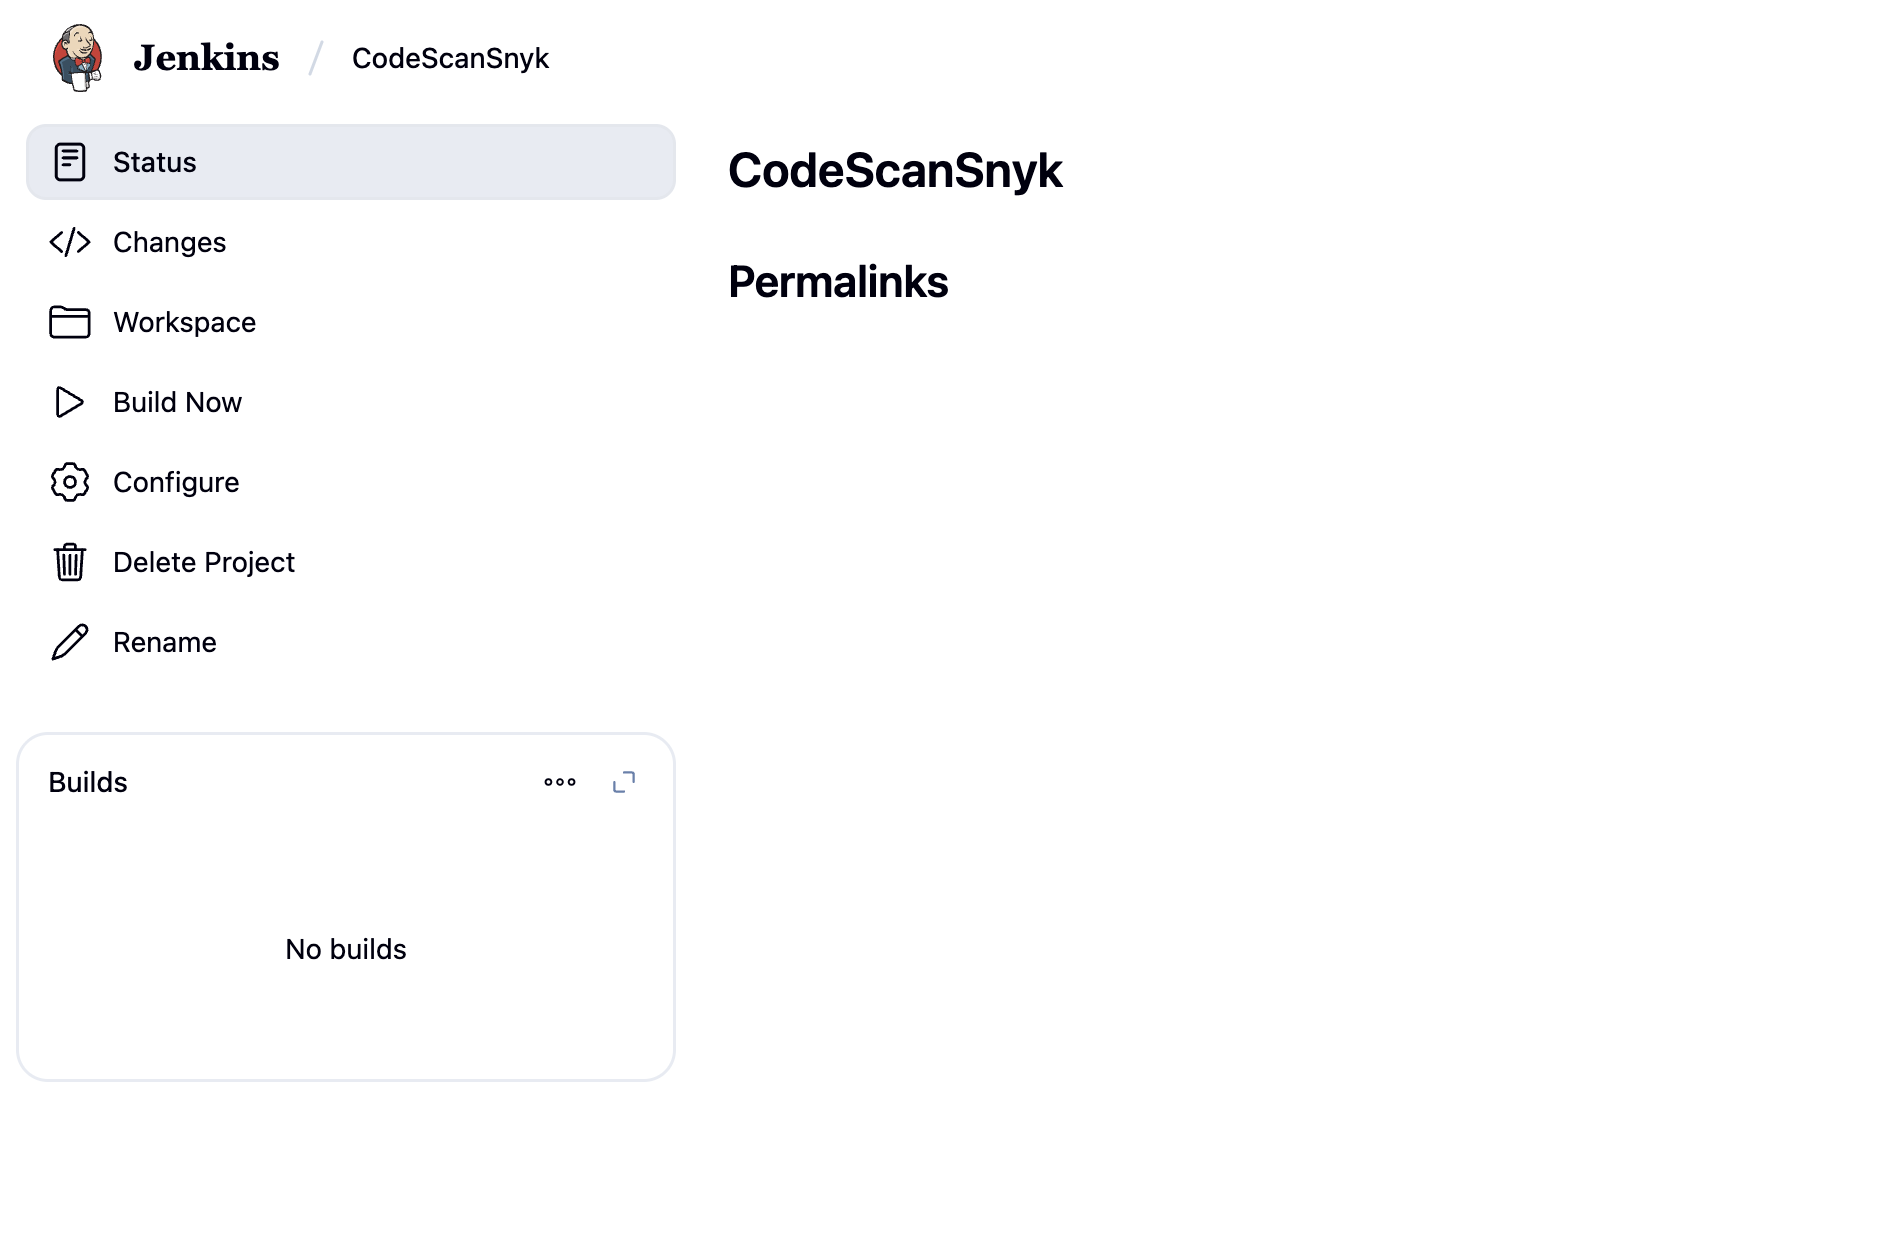 Jenkins / CodeScanSnyk
Status
Changes
Workspace
Build Now
Configure
Delete Project
Rename
Builds
No builds
CodeScanSnyk
Permalinks